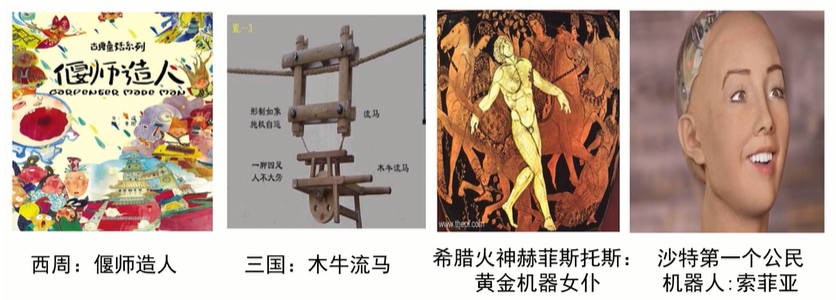 古典童话系列
偃师造人
CARPENTER MADE MAN
形制如象
施机自运
流马
一脚四足
人不大劳
木牛流马
www.theoi.com
西周：偃师造人
三国：木牛流马
希腊火神赫菲斯托斯：
黄金机器女仆
沙特第一个公民
机器人:索菲亚